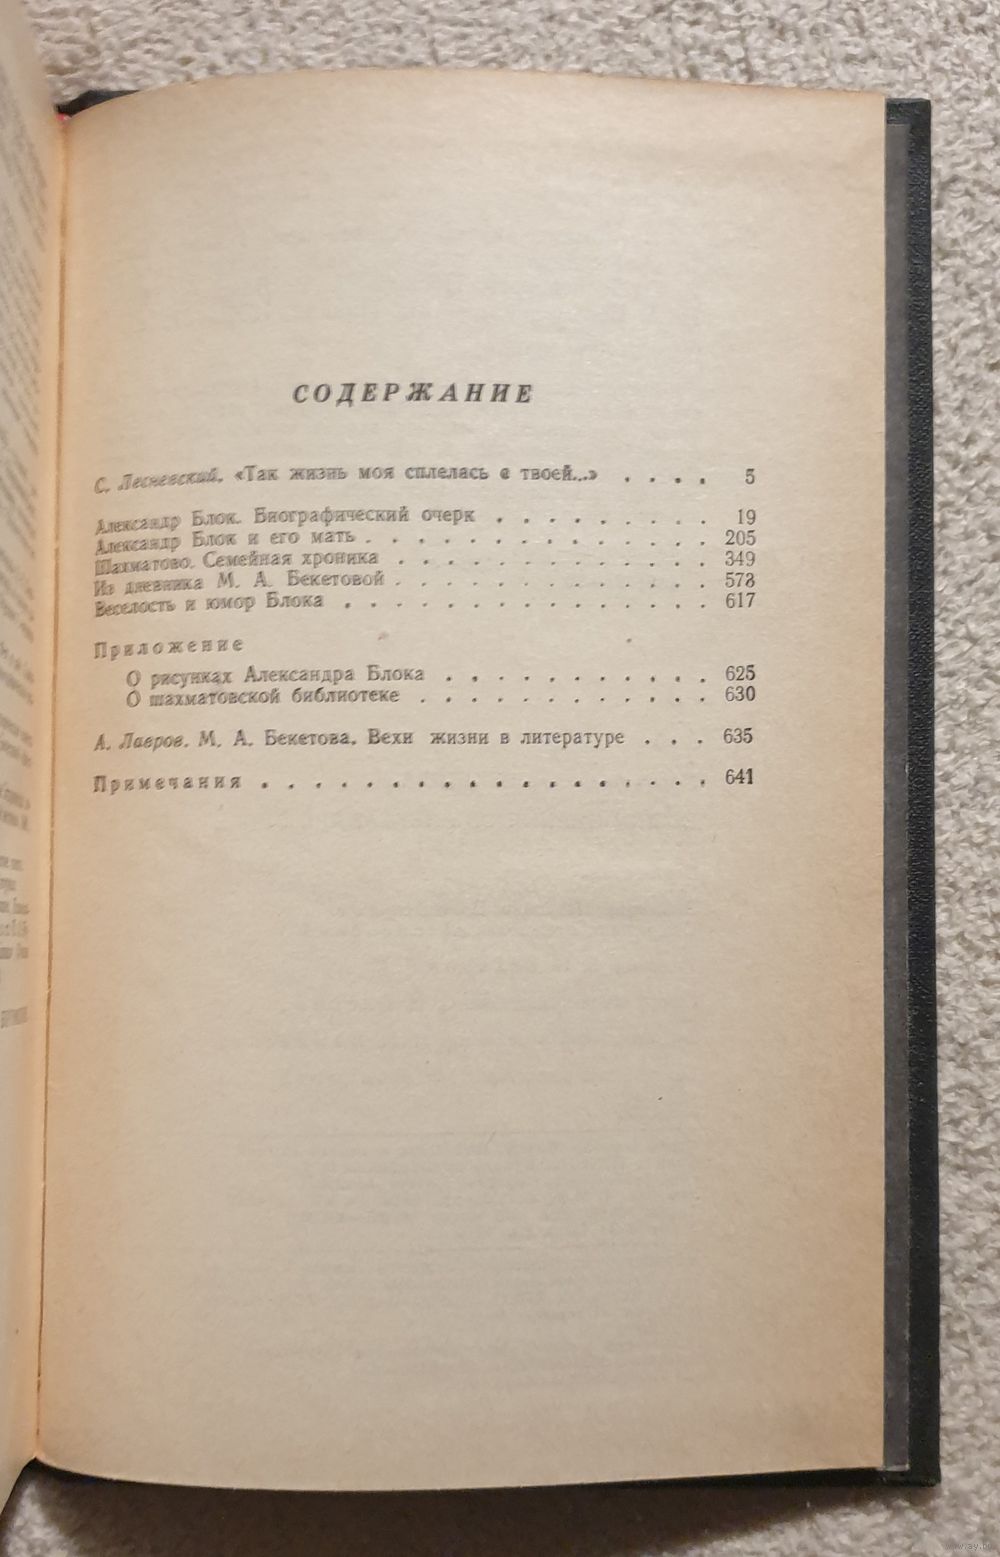 СОДЕРЖАНИЕ
С. Лесневский. «Так жизнь моя сплелась с твоей...» . . . . 5
Александр Блок. Биографический очерк . . . . . . . . . 19
Александр Блок и его мать . . . . . . . . . . . . . . 205
Шахматово. Семейная хроника . . . . . . . . . . . . . 349
Из дневника М. А. Бекетовой . . . . . . . . . . . . . 573
Веселость и юмор Блока . . . . . . . . . . . . . . . 617
Приложение
О рисунках Александра Блока . . . . . . . . . . . 625
О шахматовской библиотеке . . . . . . . . . . . . 630
А. Лавров. М. А. Бекетова. Вехи жизни в литературе . . . 635
Примечания . . . . . . . . . . . . . . . . . . 641